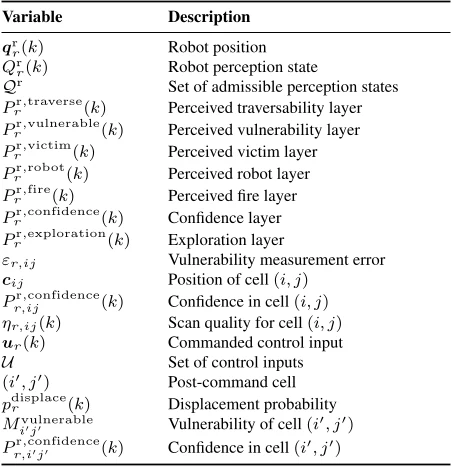 Variable Description
𝒒_r^r(k) Robot position
Q_r^r(k) Robot perception state
𝒬^r Set of admissible perception states
P_r^{r,traverse}(k) Perceived traversability layer
P_r^{r,vulnerable}(k) Perceived vulnerability layer
P_r^{r,victim}(k) Perceived victim layer
P_r^{r,robot}(k) Perceived robot layer
P_r^{r,fire}(k) Perceived fire layer
P_r^{r,confidence}(k) Confidence layer
P_r^{r,exploration}(k) Exploration layer
ε_{r,ij} Vulnerability measurement error
𝒄_{ij} Position of cell (i, j)
P_{r,ij}^{r,confidence}(k) Confidence in cell (i, j)
η_{r,ij}(k) Scan quality for cell (i, j)
𝒖_r(k) Commanded control input
𝒰 Set of control inputs
(i′, j′) Post-command cell
p_r^{displace}(k) Displacement probability
M_{i′j′}^{vulnerable} Vulnerability of cell (i′, j′)
P_{r,i′j′}^{r,confidence}(k) Confidence in cell (i′, j′)